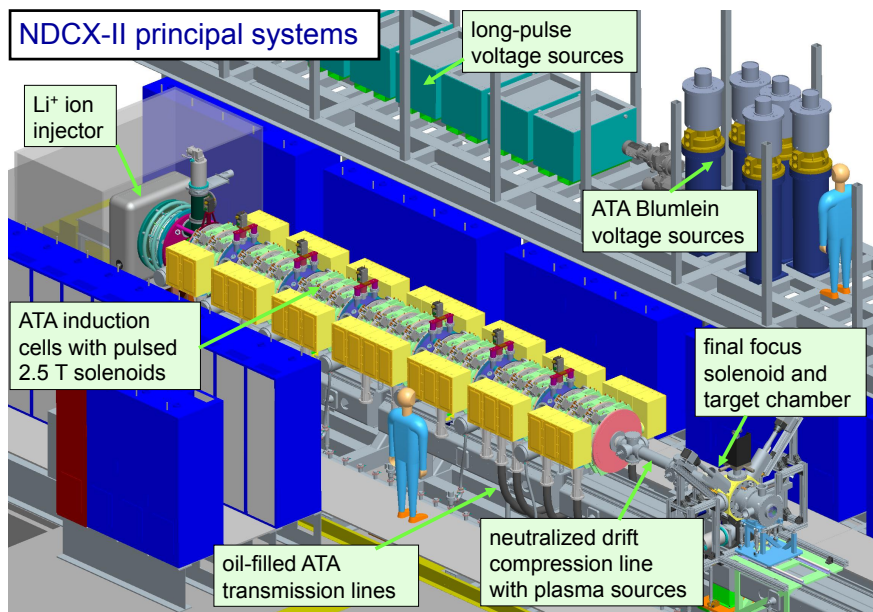 NDCX-II principal systems
long-pulse
voltage sources
Li⁺ ion
injector
ATA Blumlein
voltage sources
ATA induction
cells with pulsed
2.5 T solenoids
final focus
solenoid and
target chamber
oil-filled ATA
transmission lines
neutralized drift
compression line
with plasma sources